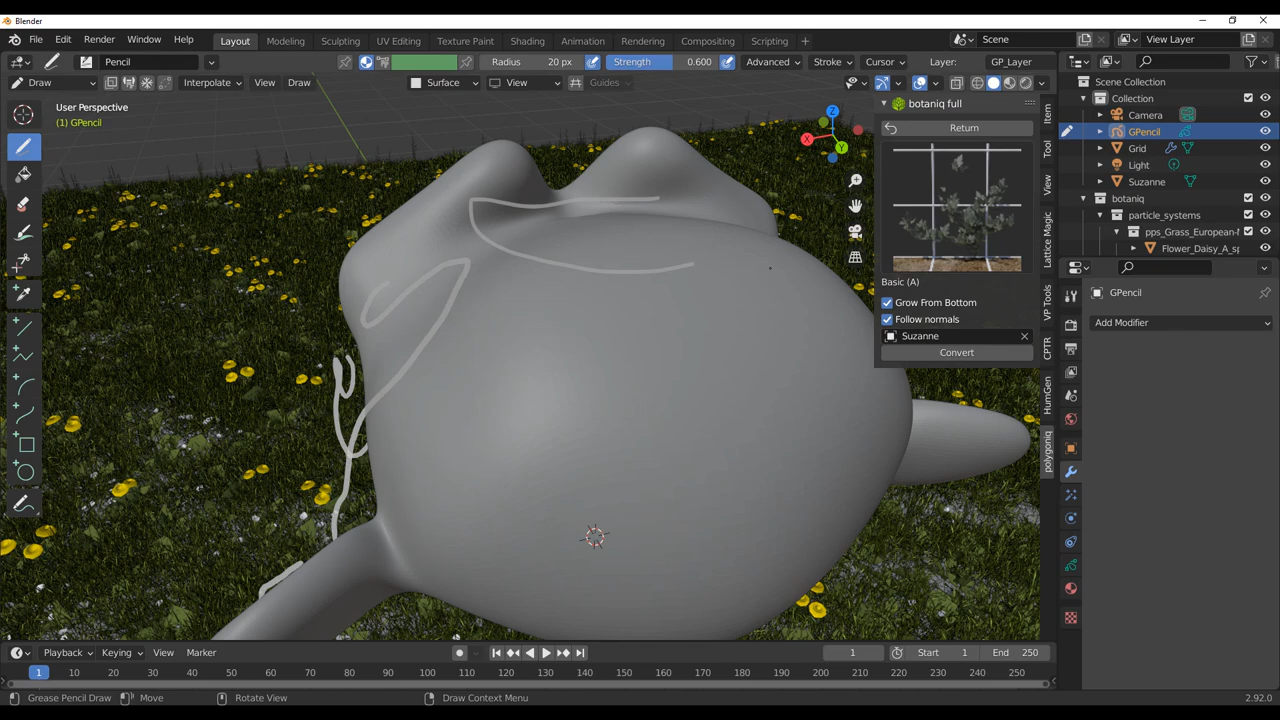 Blender
File Edit Render Window Help Layout Modeling Sculpting UV Editing Texture Paint Shading Animation Rendering Compositing Scripting + Scene View Layer
Pencil Radius 20 px Strength 0.600 Advanced Stroke Cursor Layer: GP_Layer
Draw Interpolate View Draw Surface View Guides
User Perspective
(1) GPencil
X
Y
Z
botaniq full
Return
Basic (A)
Grow From Bottom
Follow normals
Suzanne
Convert
Item
Tool
View
Lattice Magic
VP Tools
CPTR
HumGen
polygoniq
Scene Collection
Collection
Camera
GPencil
Grid
Light
Suzanne
botaniq
particle_systems
pps_Grass_European-
Flower_Daisy_A_sp
GPencil
Add Modifier
Playback Keying View Marker 1 Start 1 End 250
1 10 20 30 40 50 60 70 80 90 100 110 120 130 140 150 160 170 180 190 200 210 220 230 240 250
Grease Pencil Draw Move Rotate View Draw Context Menu 2.92.0